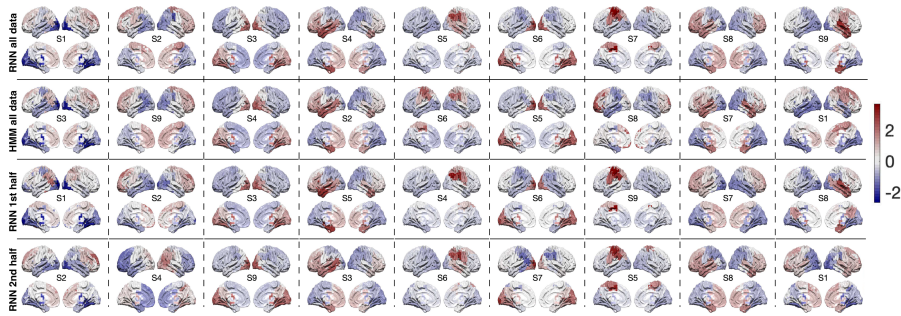 RNN all data
S1 S2 S3 S4 S5 S6 S7 S8 S9
HMM all data
S3 S9 S4 S2 S6 S5 S8 S7 S1
RNN 1st half
S1 S2 S3 S5 S4 S6 S9 S7 S8
RNN 2nd half
S2 S4 S9 S3 S6 S7 S5 S8 S1
2
0
-2